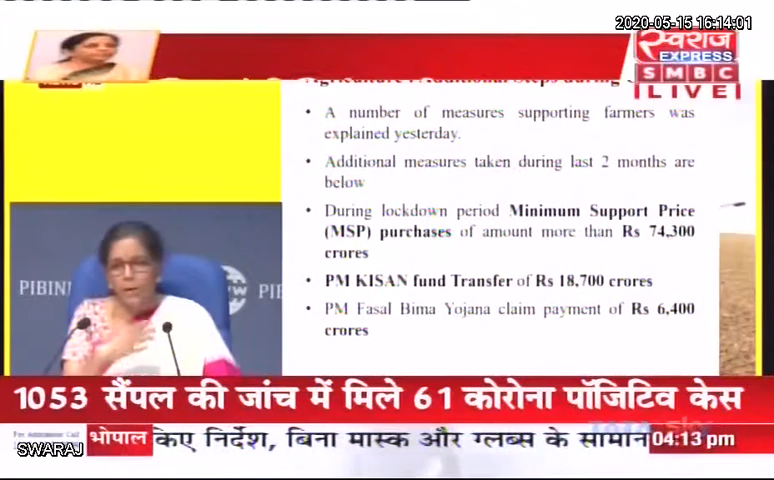 2020-05-15 16:14:01
स्वराज
EXPRESS
SMBC
LIVE
• A number of measures supporting farmers was
explained yesterday.
• Additional measures taken during last 2 months are
below
• During lockdown period Minimum Support Price
(MSP) purchases of amount more than Rs 74,300
crores
• PM KISAN fund Transfer of Rs 18,700 crores
• PM Fasal Bima Yojana claim payment of Rs 6,400
crores
PIBIN
PI
1053 सैंपल की जांच में मिले 61 कोरोना पॉजिटिव केस
भोपाल किए निर्देश, बिना मास्क और ग्लब्स के सामान 04:13 pm
SWARAJ